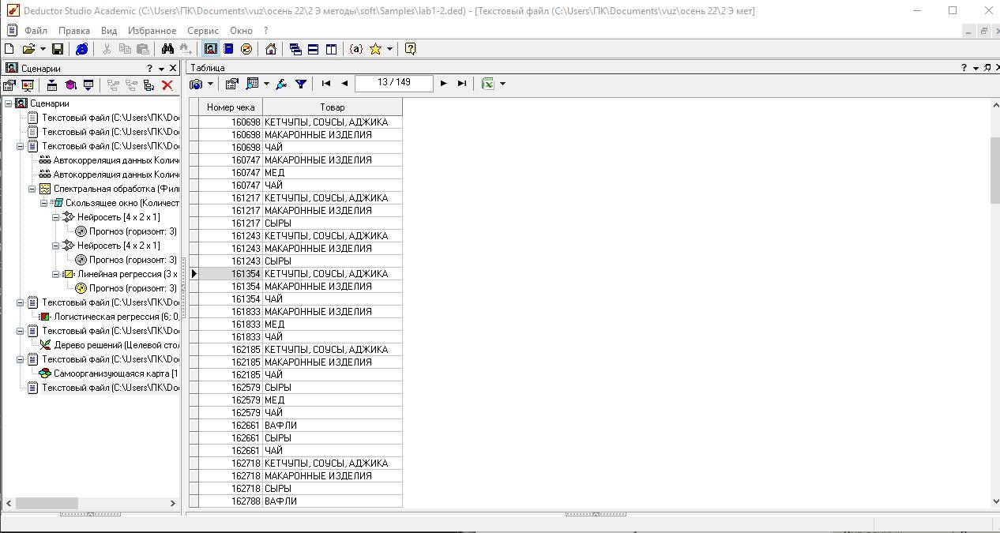 Deductor Studio Academic (C:\Users\ПК\Documents\vuz\осень 22\2 Э методы\soft\Samples\lab1-2.ded) - [Текстовый файл (C:\Users\ПК\Documents\vuz\осень 22\2 Э мет]
Файл Правка Вид Избранное Сервис Окно ?
Сценарии
Таблица
13 / 149
Сценарии
Текстовый файл (C:\Users\ПК\Do
Текстовый файл (C:\Users\ПК\Do
Текстовый файл (C:\Users\ПК\Do
Автокорреляция данных Колич
Автокорреляция данных Колич
Спектральная обработка (Фил
Скользящее окно (Количест
Нейросеть [4 x 2 x 1]
Прогноз (горизонт: 3)
Нейросеть [4 x 2 x 1]
Прогноз (горизонт: 3)
Линейная регрессия (3 x
Прогноз (горизонт: 3)
Текстовый файл (C:\Users\ПК\Do
Логистическая регрессия (6; 0,
Текстовый файл (C:\Users\ПК\Do
Дерево решений (Целевой стол
Текстовый файл (C:\Users\ПК\Do
Самоорганизующаяся карта [1
Текстовый файл (C:\Users\ПК\Do
Номер чека Товар
160698 КЕТЧУПЫ, СОУСЫ, АДЖИКА
160698 МАКАРОННЫЕ ИЗДЕЛИЯ
160698 ЧАЙ
160747 МАКАРОННЫЕ ИЗДЕЛИЯ
160747 МЕД
160747 ЧАЙ
161217 КЕТЧУПЫ, СОУСЫ, АДЖИКА
161217 МАКАРОННЫЕ ИЗДЕЛИЯ
161217 СЫРЫ
161243 КЕТЧУПЫ, СОУСЫ, АДЖИКА
161243 МАКАРОННЫЕ ИЗДЕЛИЯ
161243 СЫРЫ
161354 КЕТЧУПЫ, СОУСЫ, АДЖИКА
161354 МАКАРОННЫЕ ИЗДЕЛИЯ
161354 ЧАЙ
161833 МАКАРОННЫЕ ИЗДЕЛИЯ
161833 МЕД
161833 ЧАЙ
162185 КЕТЧУПЫ, СОУСЫ, АДЖИКА
162185 МАКАРОННЫЕ ИЗДЕЛИЯ
162185 ЧАЙ
162579 СЫРЫ
162579 МЕД
162579 ЧАЙ
162661 ВАФЛИ
162661 СЫРЫ
162661 ЧАЙ
162718 КЕТЧУПЫ, СОУСЫ, АДЖИКА
162718 МАКАРОННЫЕ ИЗДЕЛИЯ
162718 СЫРЫ
162788 ВАФЛИ